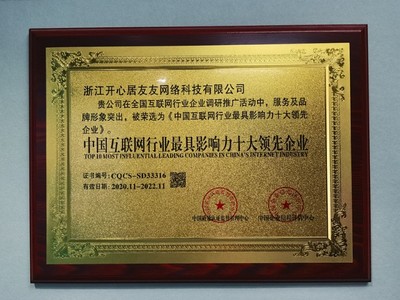 浙江开心居友友网络科技有限公司
贵公司在全国互联网行业企业调研推广活动中，服务及品
牌形象突出，被荣选为《中国互联网行业最具影响力十大领先
企业》。
中国互联网行业最具影响力十大领先企业
TOP 10 MOST INFLUENTIAL LEADING COMPANIES IN CHINA'S INTERNET INDUSTRY
证书编号: CQCS-SD33316
有效日期: 2020.11-2022.11